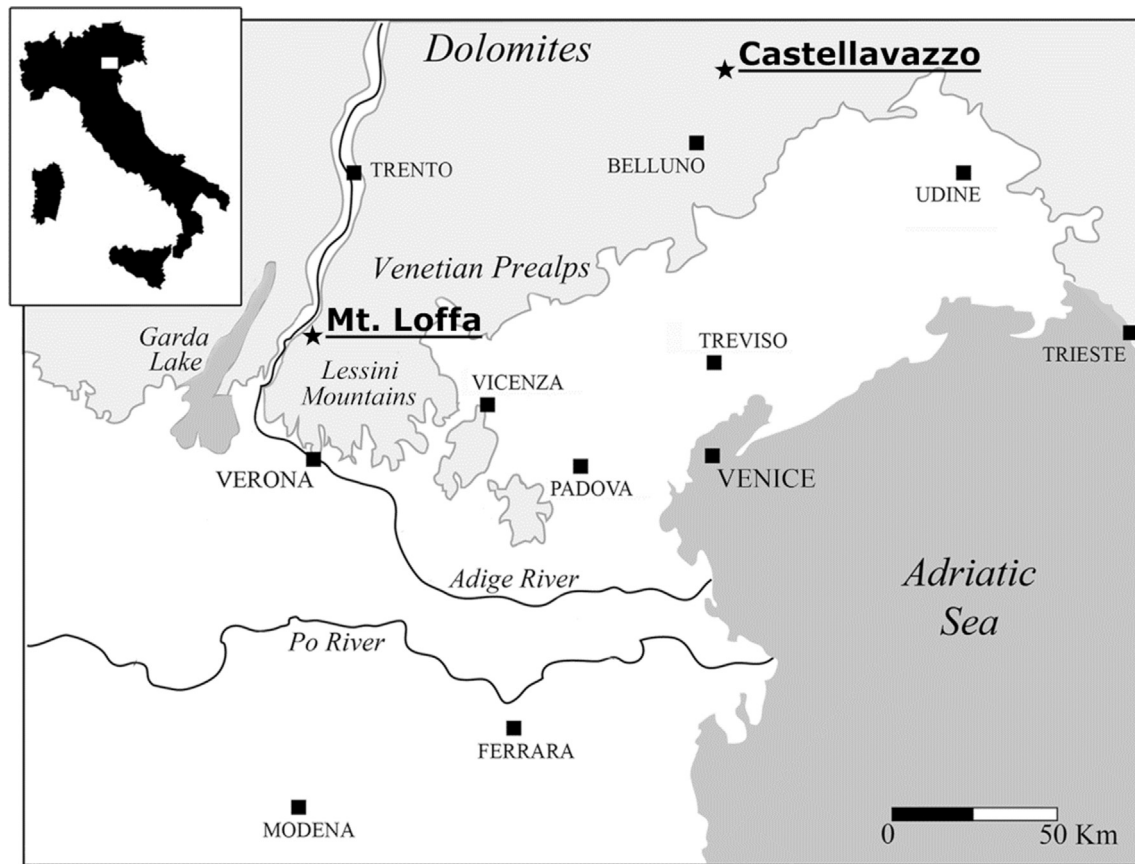 Dolomites
Castellavazzo
BELLUNO
TRENTO
UDINE
Venetian Prealps
Mt. Loffa
Garda
Lake
TREVISO
TRIESTE
Lessini
Mountains
VICENZA
VERONA
PADOVA
VENICE
Adige River
Adriatic
Sea
Po River
FERRARA
MODENA
0 50 Km